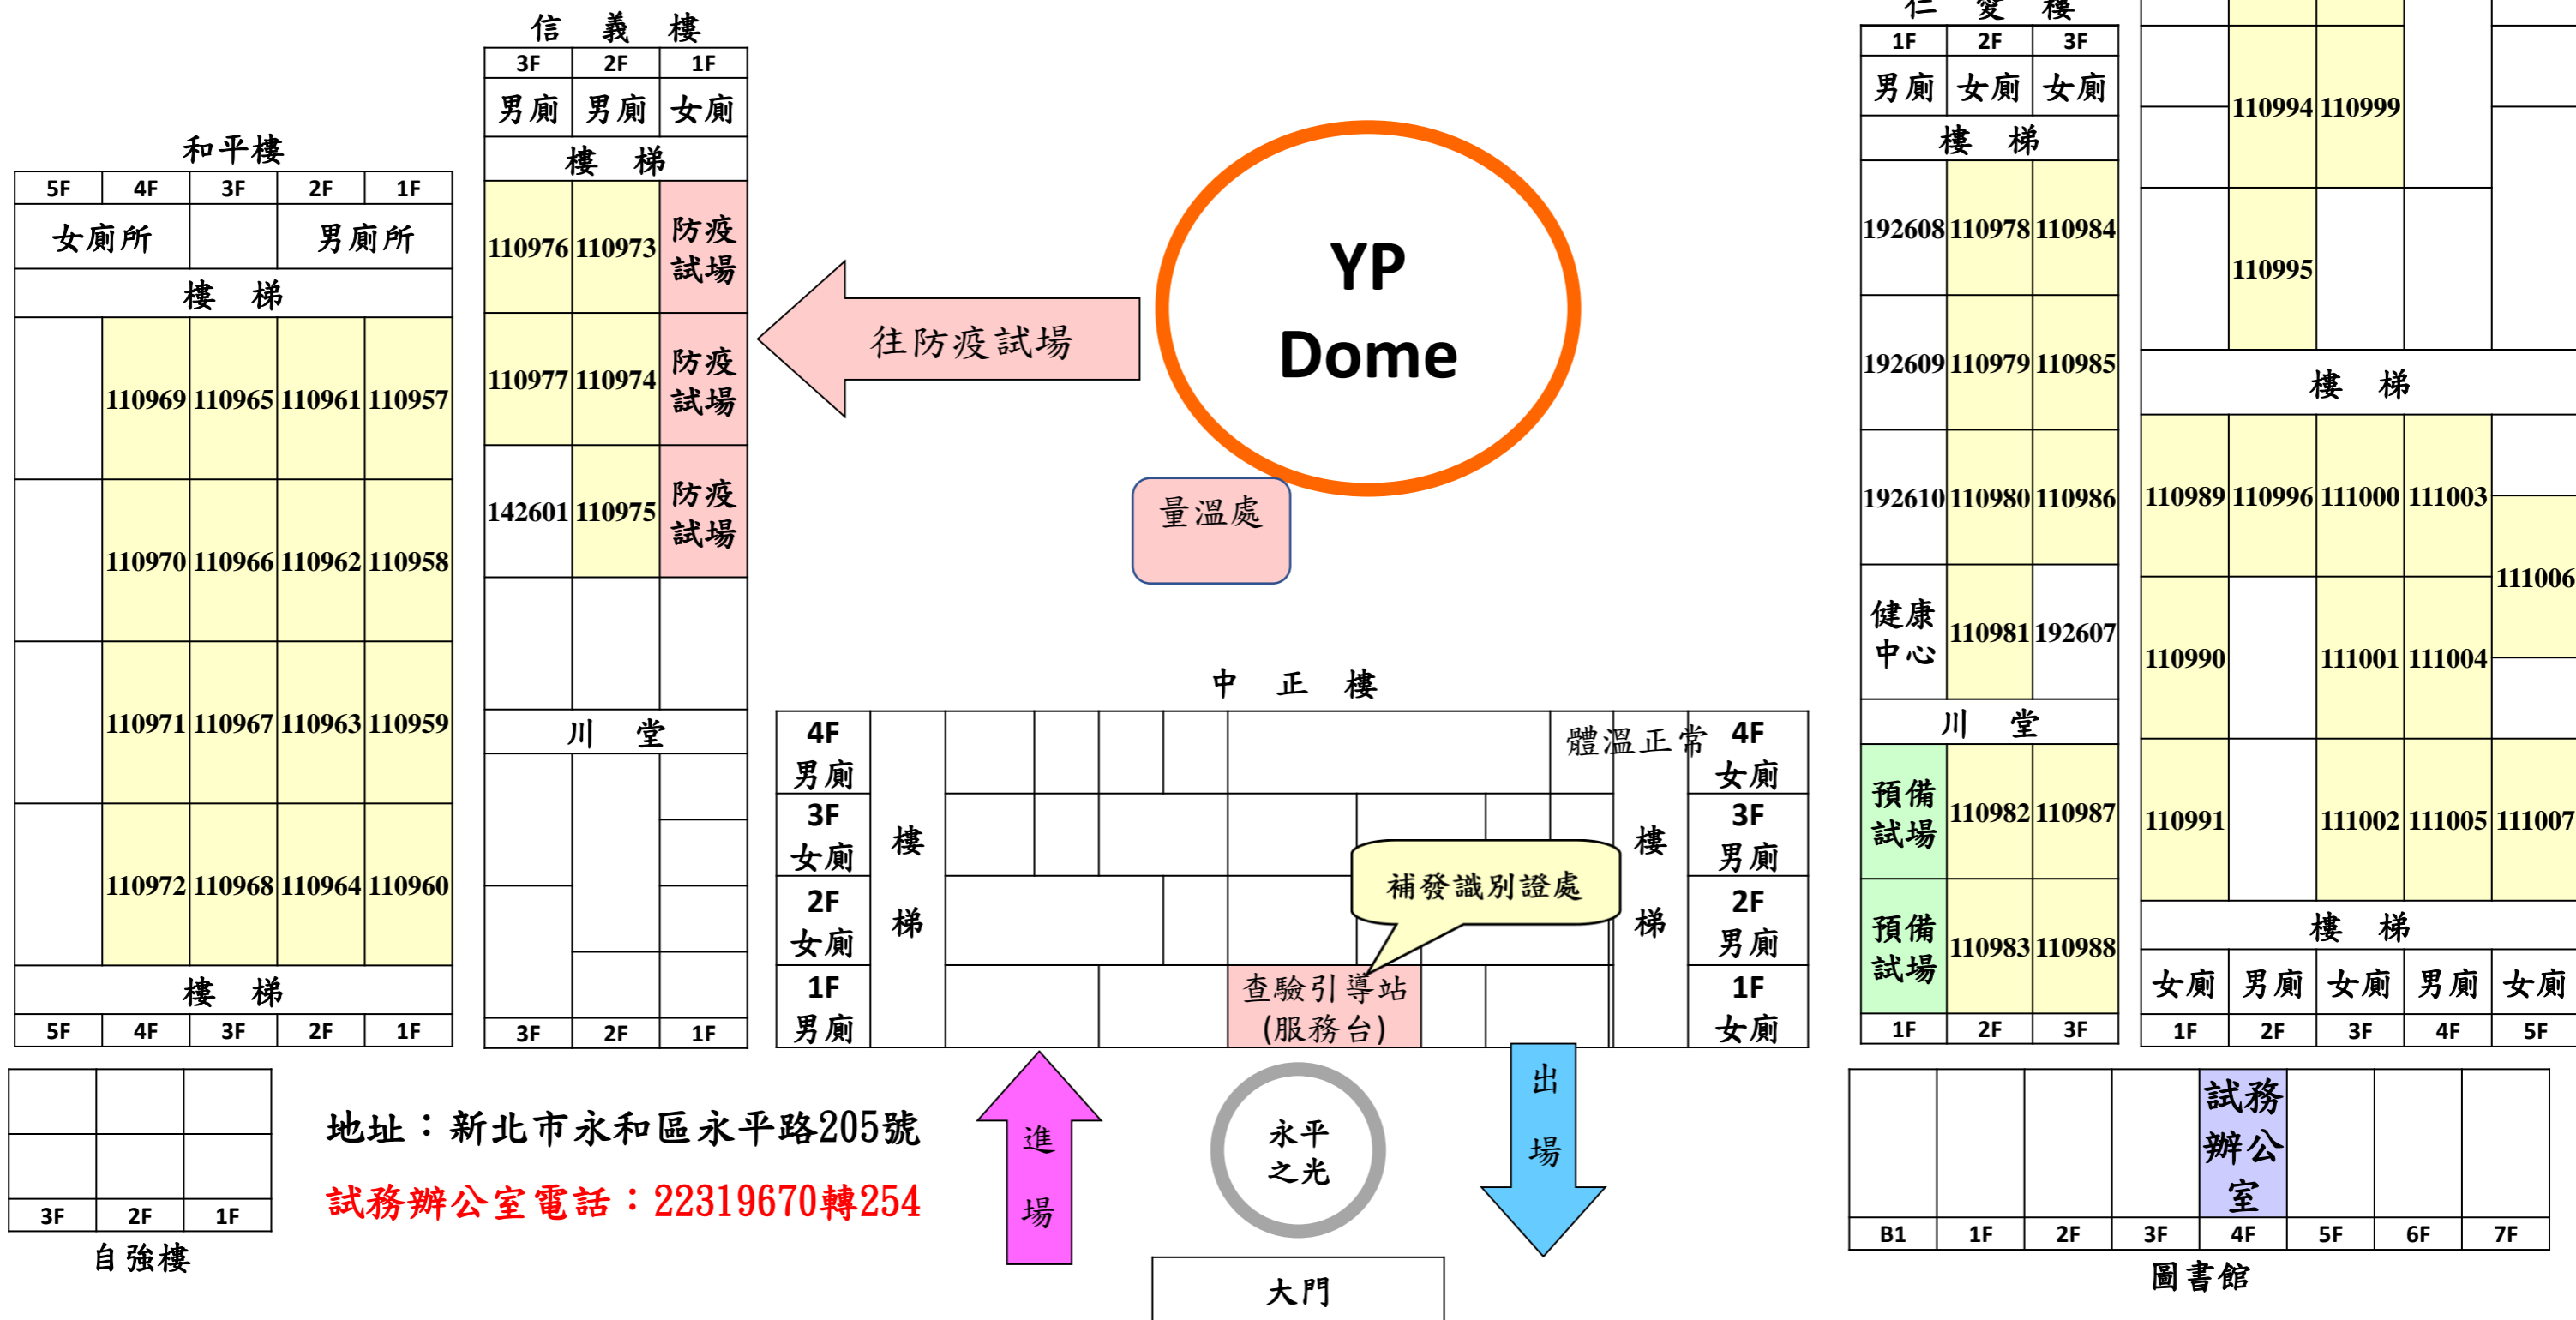 和平樓
5F 4F 3F 2F 1F
女廁所 男廁所
樓 梯
110969 110965 110961 110957
110970 110966 110962 110958
110971 110967 110963 110959
110972 110968 110964 110960
樓 梯
5F 4F 3F 2F 1F
信 義 樓
3F 2F 1F
男廁 男廁 女廁
樓 梯
110976 110973 防疫
試場
110977 110974 防疫
試場
142601 110975 防疫
試場
川 堂
3F 2F 1F
往防疫試場
YP
Dome
量溫處
中 正 樓
4F
男廁
3F
女廁
2F
女廁
1F
男廁
樓
梯
體溫正常
補發識別證處
查驗引導站
(服務台)
樓
梯
4F
女廁
3F
男廁
2F
男廁
1F
女廁
仁 愛 樓
1F 2F 3F
男廁 女廁 女廁
樓 梯
192608 110978 110984
192609 110979 110985
192610 110980 110986
健康
中心 110981 192607
川 堂
預備
試場 110982 110987
預備
試場 110983 110988
1F 2F 3F
110994 110999
110995
樓 梯
110989 110996 111000 111003
111006
110990 111001 111004
110991 111002 111005 111007
樓 梯
女廁 男廁 女廁 男廁 女廁
1F 2F 3F 4F 5F
3F 2F 1F
自強樓
地址：新北市永和區永平路205號
試務辦公室電話：22319670轉254
進
場
永平
之光
出
場
大門
試務
辦公
室
B1 1F 2F 3F 4F 5F 6F 7F
圖書館